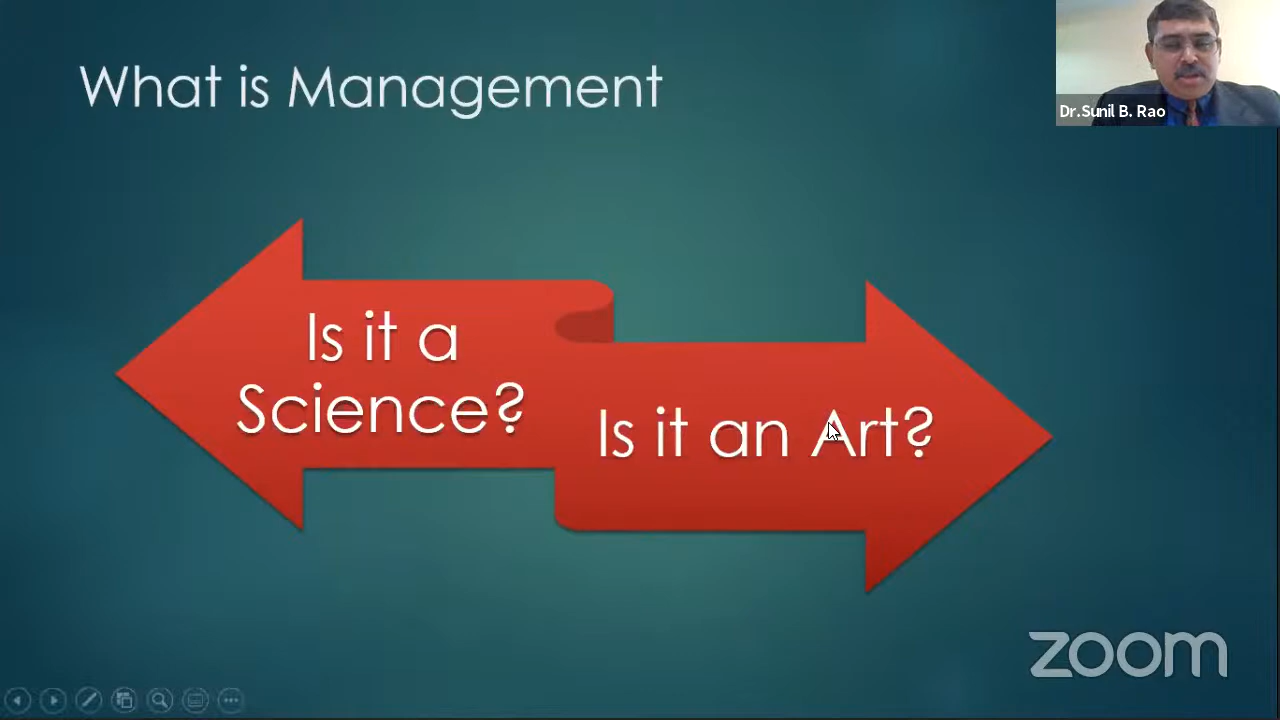 What is Management
Dr.Sunil B. Rao
Is it a
Science?
Is it an Art?
zoom